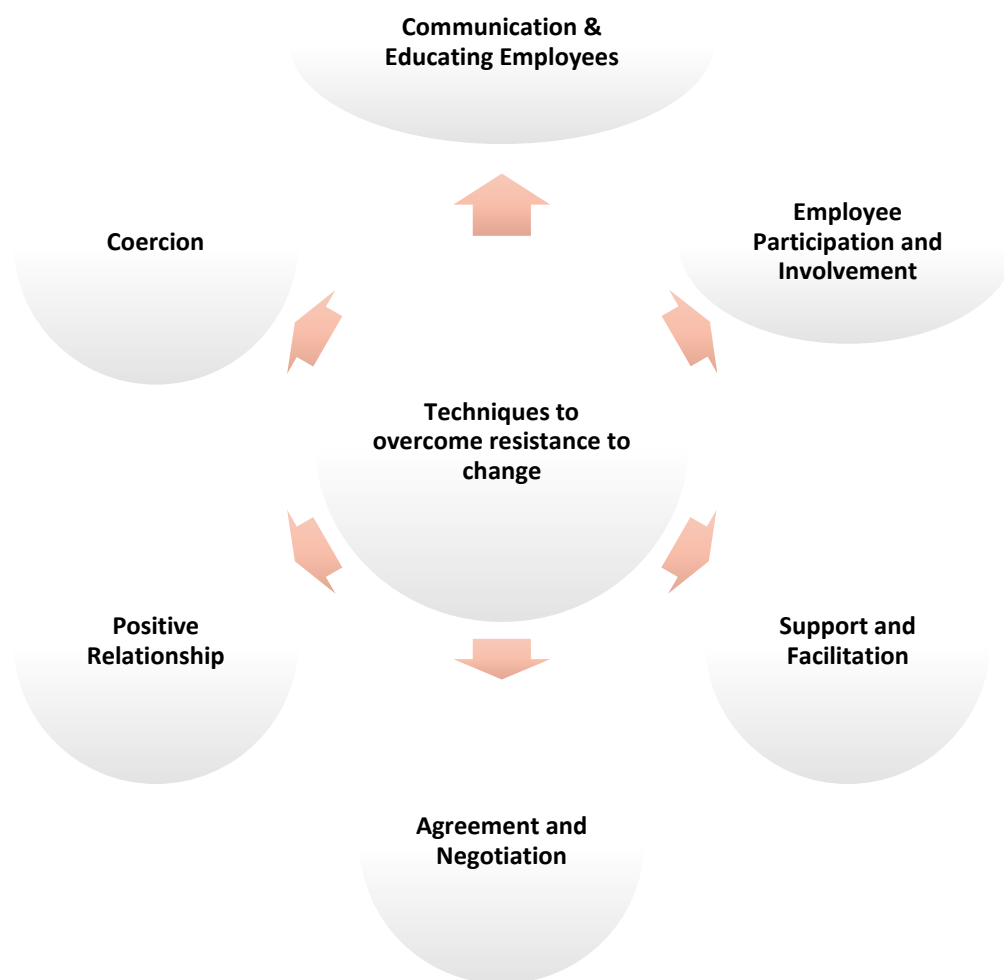 Communication &
Educating Employees
Employee
Participation and
Involvement
Coercion
Techniques to
overcome resistance to
change
Positive
Relationship
Support and
Facilitation
Agreement and
Negotiation